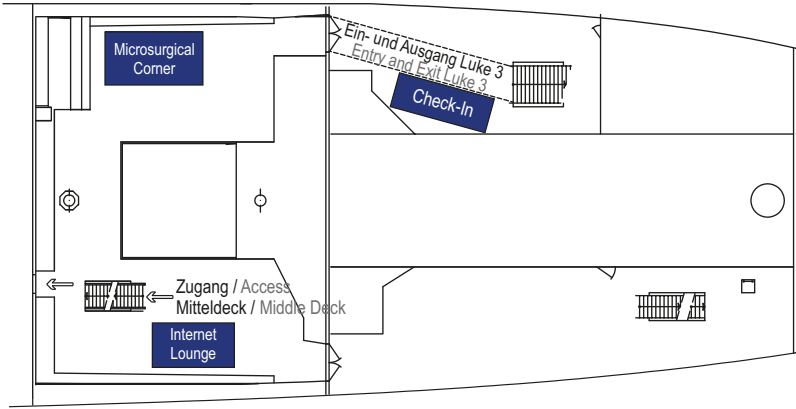 Microsurgical
Corner
Ein- und Ausgang Luke 3
Entry and Exit Luke 3
Check-In
Zugang / Access
Mitteldeck / Middle Deck
Internet
Lounge